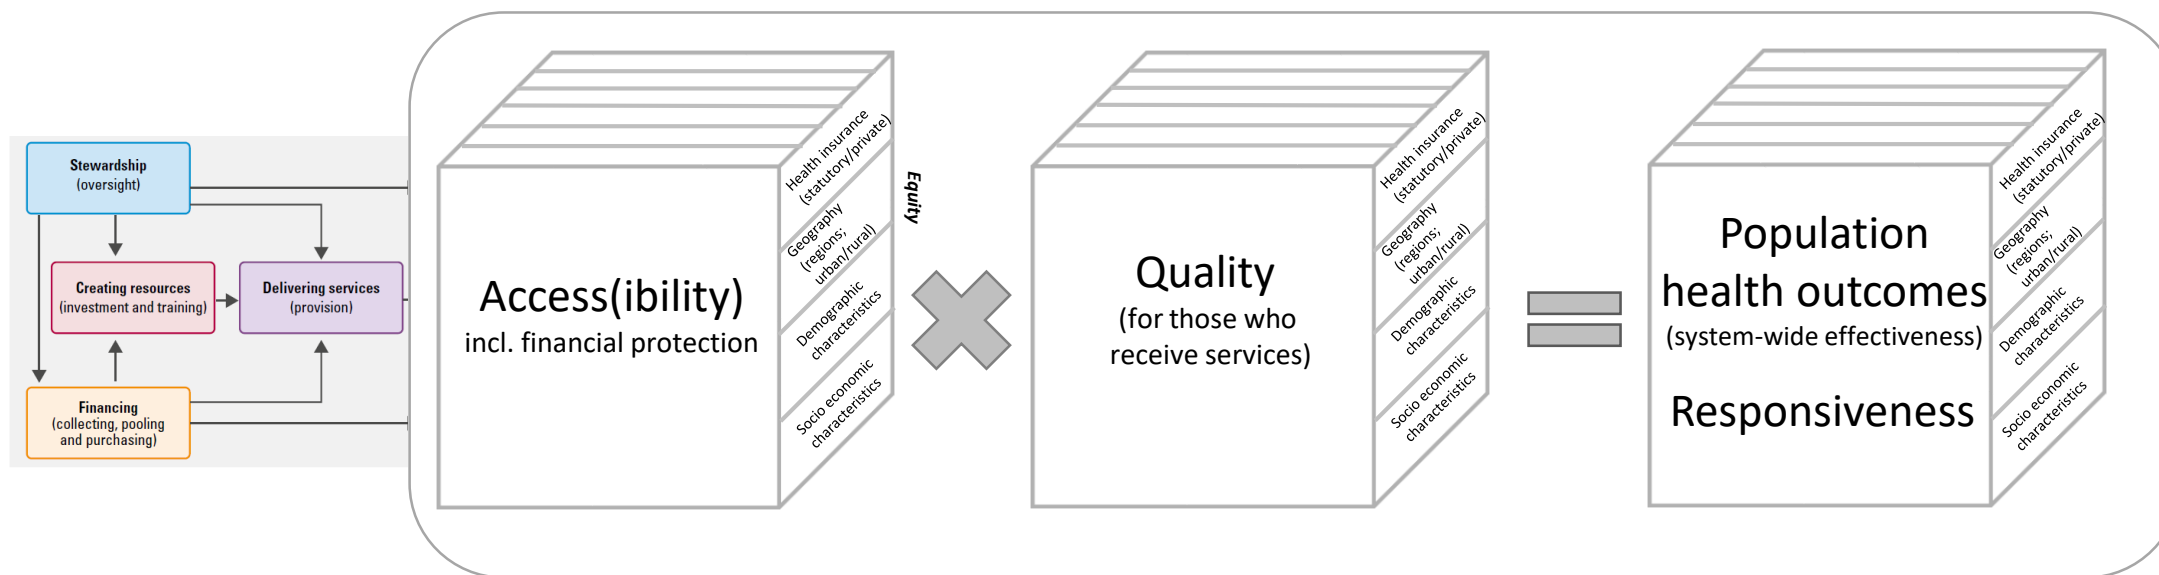 Stewardship
(oversight)
Creating resources
(investment and training)
Delivering services
(provision)
Financing
(collecting, pooling
and purchasing)
Access(ibility)
incl. financial protection
Health insurance
(statutory/private)
Geography
(regions;
urban/rural)
Demographic
characteristics
Socio economic
characteristics
Equity
Quality
(for those who
receive services)
Health insurance
(statutory/private)
Geography
(regions;
urban/rural)
Demographic
characteristics
Socio economic
characteristics
Population
health outcomes
(system-wide effectiveness)
Responsiveness
Health insurance
(statutory/private)
Geography
(regions;
urban/rural)
Demographic
characteristics
Socio economic
characteristics